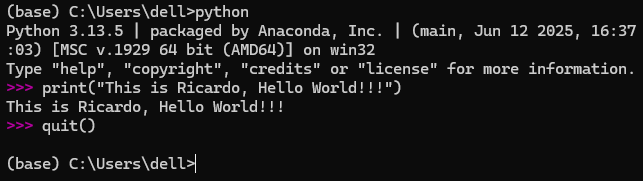 (base) C:\Users\dell>python
Python 3.13.5 | packaged by Anaconda, Inc. | (main, Jun 12 2025, 16:37
:03) [MSC v.1929 64 bit (AMD64)] on win32
Type "help", "copyright", "credits" or "license" for more information.
>>> print("This is Ricardo, Hello World!!!")
This is Ricardo, Hello World!!!
>>> quit()
(base) C:\Users\dell>